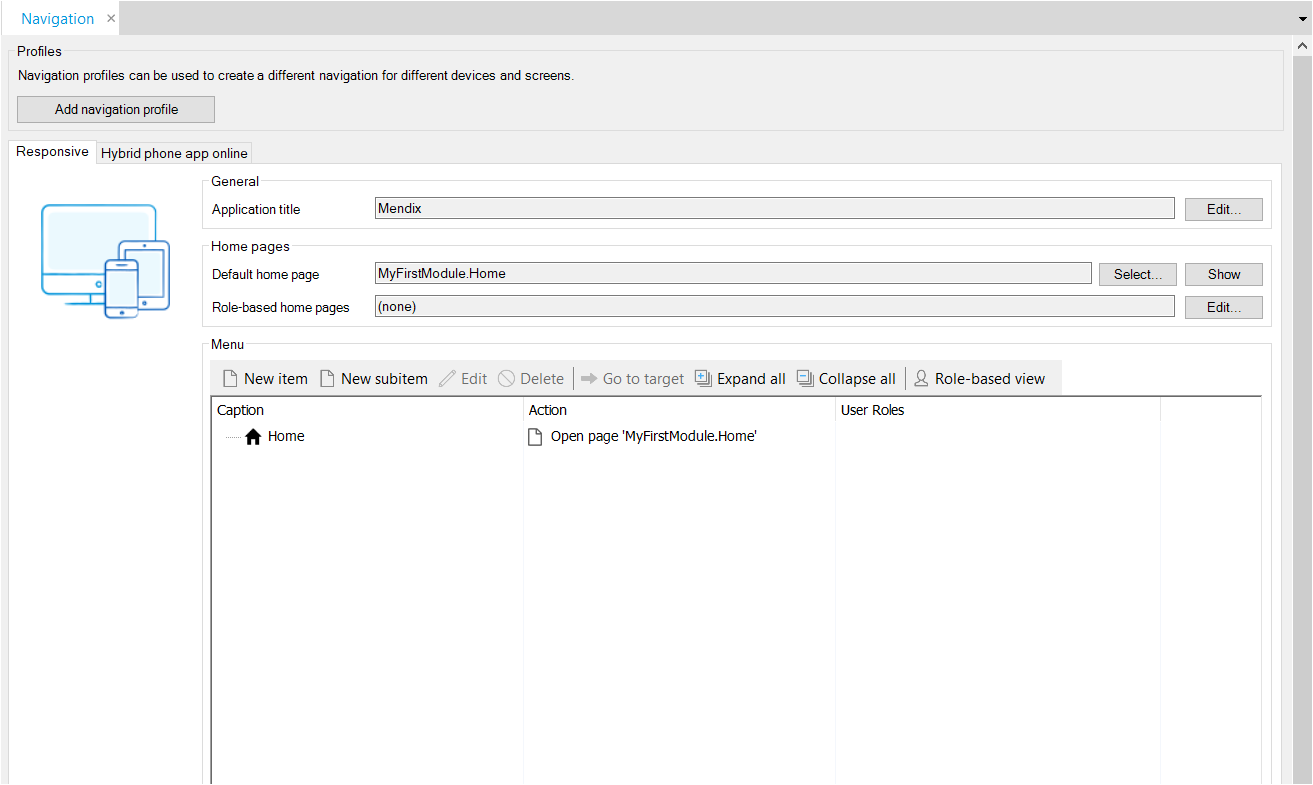 Navigation
Profiles
Navigation profiles can be used to create a different navigation for different devices and screens.
Add navigation profile
Responsive Hybrid phone app online
General
Application title Mendix Edit...
Home pages
Default home page MyFirstModule.Home Select... Show
Role-based home pages (none) Edit...
Menu
New item New subitem Edit Delete Go to target Expand all Collapse all Role-based view
Caption Action User Roles
Home Open page 'MyFirstModule.Home'